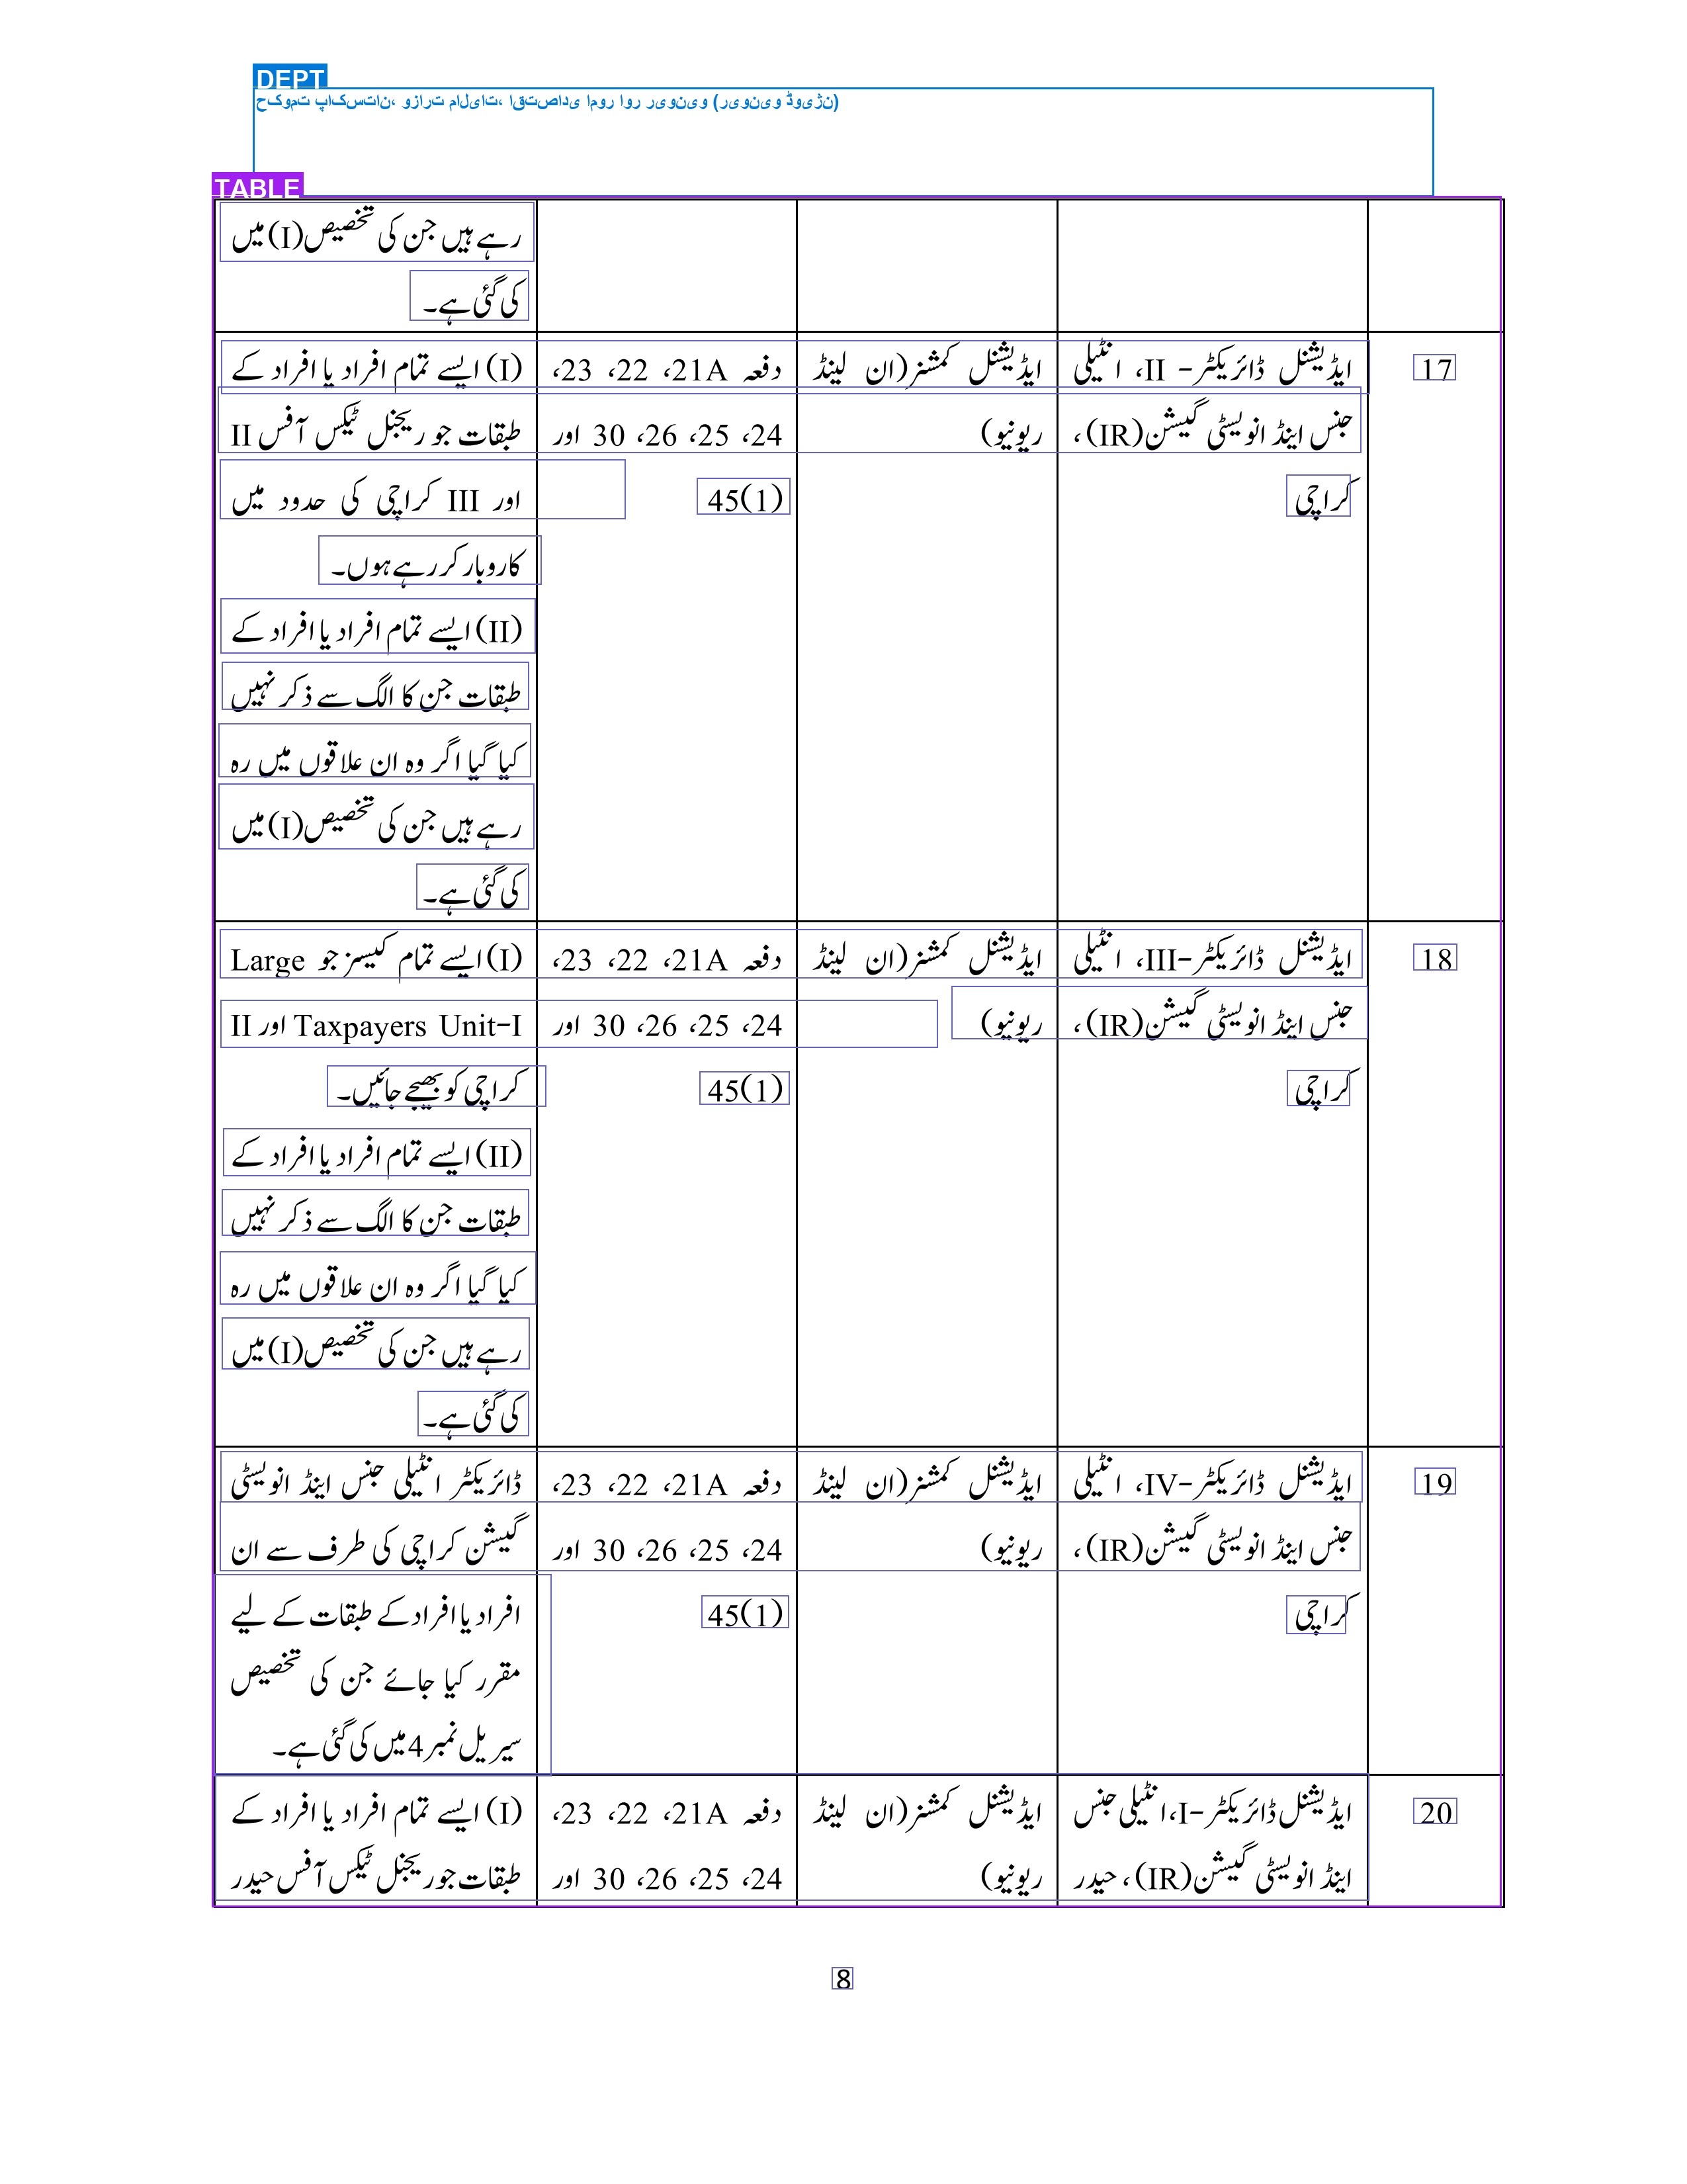 DEPT
حکومت پاکستان، وزارت مالیات، اقتصادی امور اور ریونیو (ریونیو ڈویژن)
TABLE
رہے ہیں جن کی تخصیص(I) میں
کی گئی ہے۔
17
ایڈیشنل ڈائریکٹر- II، انٹیلی
جنس اینڈ انویسٹی گیشن(IR)،
کراچی
ایڈیشنل کمشنر(ان لینڈ
ریونیو)
دفعہ 21A، 22، 23،
24، 25، 26، 30 اور
45(1)
(I) ایسے تمام افراد یا افراد کے
طبقات جو ریجنل ٹیکس آفس II
اور III کراچی کی حدود میں
کاروبار کر رہے ہوں۔
(II) ایسے تمام افراد یا افراد کے
طبقات جن کا الگ سے ذکر نہیں
کیا گیا اگر وہ ان علاقوں میں رہ
رہے ہیں جن کی تخصیص(I) میں
کی گئی ہے۔
18
ایڈیشنل ڈائریکٹر-III، انٹیلی
جنس اینڈ انویسٹی گیشن(IR)،
کراچی
ایڈیشنل کمشنر(ان لینڈ
ریونیو)
دفعہ 21A، 22، 23،
24، 25، 26، 30 اور
45(1)
(I) ایسے تمام کیسز جو Large
Taxpayers Unit-I اور II
کراچی کو بھیجے جائیں۔
(II) ایسے تمام افراد یا افراد کے
طبقات جن کا الگ سے ذکر نہیں
کیا گیا اگر وہ ان علاقوں میں رہ
رہے ہیں جن کی تخصیص(I) میں
کی گئی ہے۔
19
ایڈیشنل ڈائریکٹر-IV، انٹیلی
جنس اینڈ انویسٹی گیشن(IR)،
کراچی
ایڈیشنل کمشنر(ان لینڈ
ریونیو)
دفعہ 21A، 22، 23،
24، 25، 26، 30 اور
45(1)
ڈائریکٹر انٹیلی جنس اینڈ انویسٹی
گیشن کراچی کی طرف سے ان
افراد یا افراد کے طبقات کے لیے
مقرر کیا جائے جن کی تخصیص
سیریل نمبر 4 میں کی گئی ہے۔
20
ایڈیشنل ڈائریکٹر-I،انٹیلی جنس
اینڈ انویسٹی گیشن(IR)، حیدر
ایڈیشنل کمشنر(ان لینڈ
ریونیو)
دفعہ 21A، 22، 23،
24، 25، 26، 30 اور
(I) ایسے تمام افراد یا افراد کے
طبقات جو ریجنل ٹیکس آفس حیدر
8